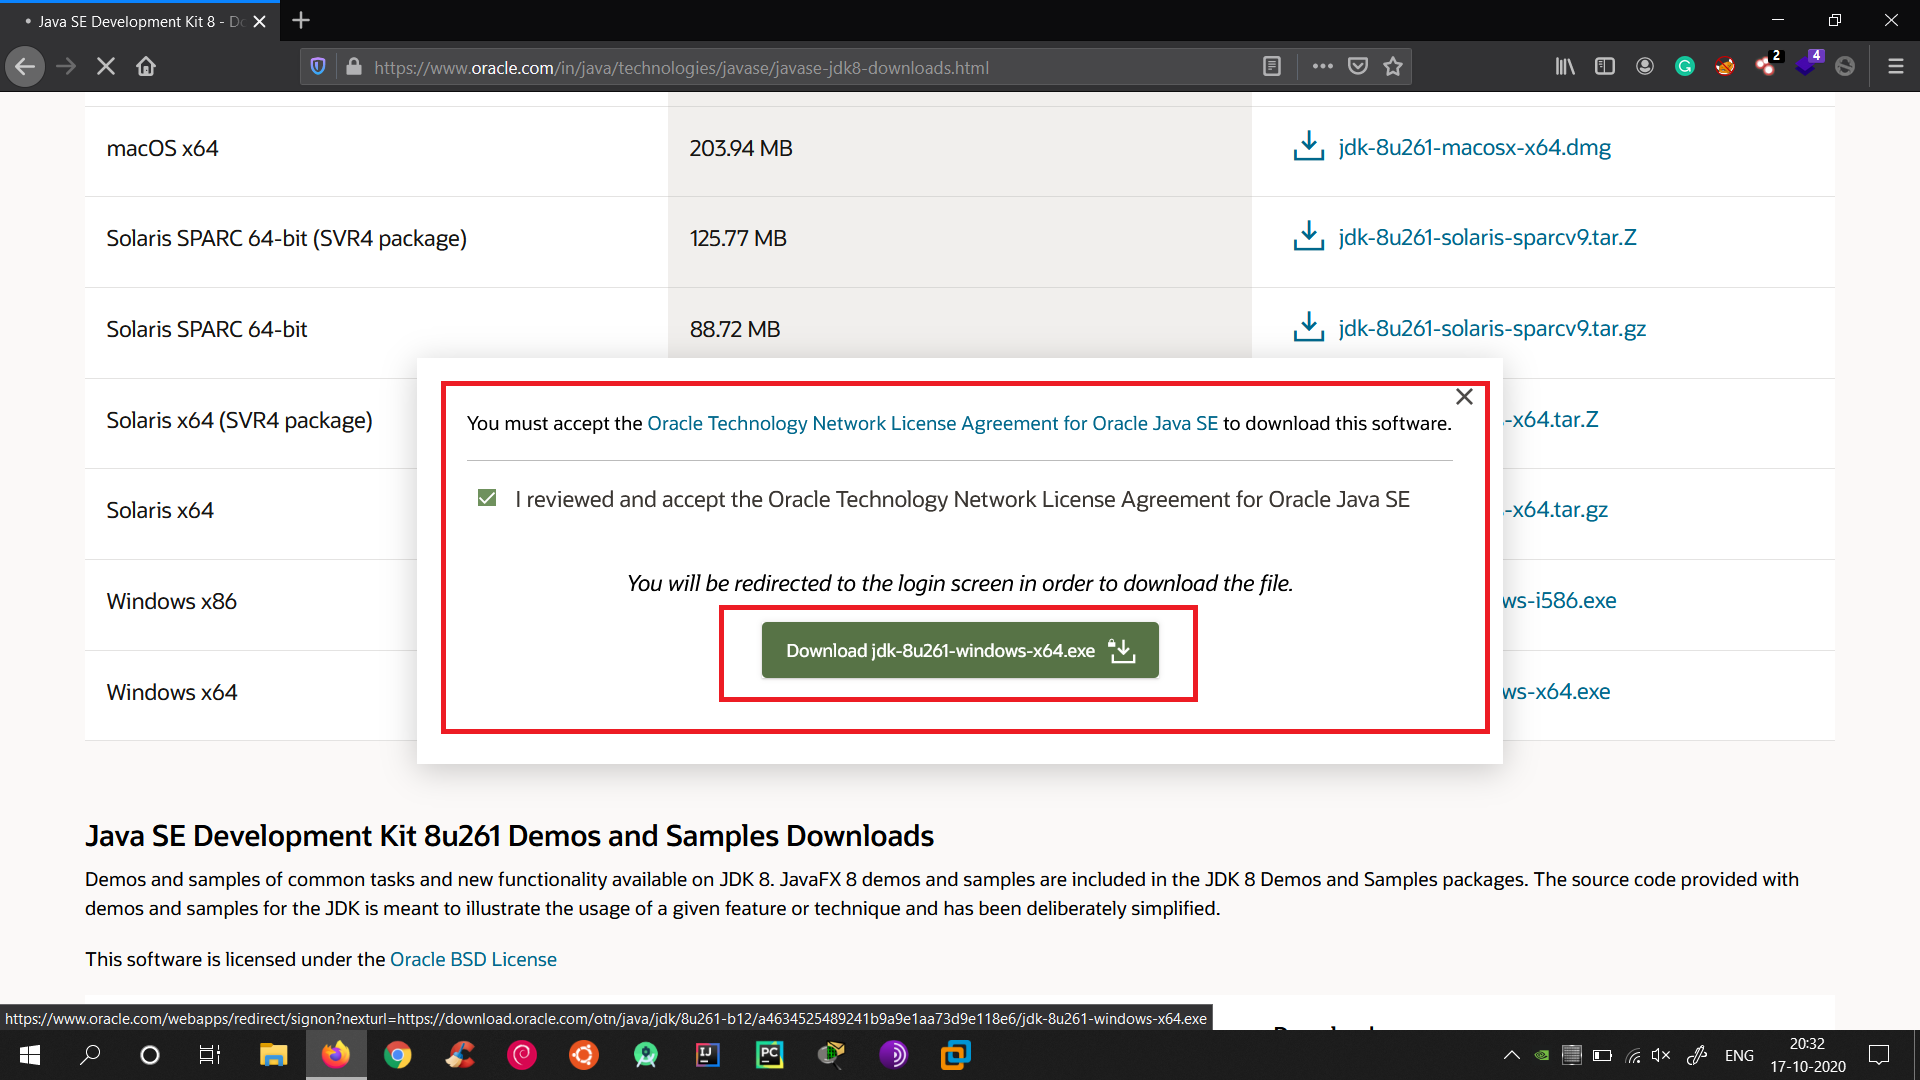 Java SE Development Kit 8 - Do
https://www.oracle.com/in/java/technologies/javase/javase-jdk8-downloads.html
2
4
macOS x64
203.94 MB
jdk-8u261-macosx-x64.dmg
Solaris SPARC 64-bit (SVR4 package)
125.77 MB
jdk-8u261-solaris-sparcv9.tar.Z
Solaris SPARC 64-bit
88.72 MB
jdk-8u261-solaris-sparcv9.tar.gz
Solaris x64 (SVR4 package)
-x64.tar.Z
Solaris x64
-x64.tar.gz
Windows x86
ws-i586.exe
Windows x64
ws-x64.exe
You must accept the Oracle Technology Network License Agreement for Oracle Java SE to download this software.
I reviewed and accept the Oracle Technology Network License Agreement for Oracle Java SE
You will be redirected to the login screen in order to download the file.
Download jdk-8u261-windows-x64.exe
Java SE Development Kit 8u261 Demos and Samples Downloads
Demos and samples of common tasks and new functionality available on JDK 8. JavaFX 8 demos and samples are included in the JDK 8 Demos and Samples packages. The source code provided with
demos and samples for the JDK is meant to illustrate the usage of a given feature or technique and has been deliberately simplified.
This software is licensed under the Oracle BSD License
https://www.oracle.com/webapps/redirect/signon?nexturl=https://download.oracle.com/otn/java/jdk/8u261-b12/a4634525489241b9a9e1aa73d9e118e6/jdk-8u261-windows-x64.exe
IJ
PC
ENG
20:32
17-10-2020